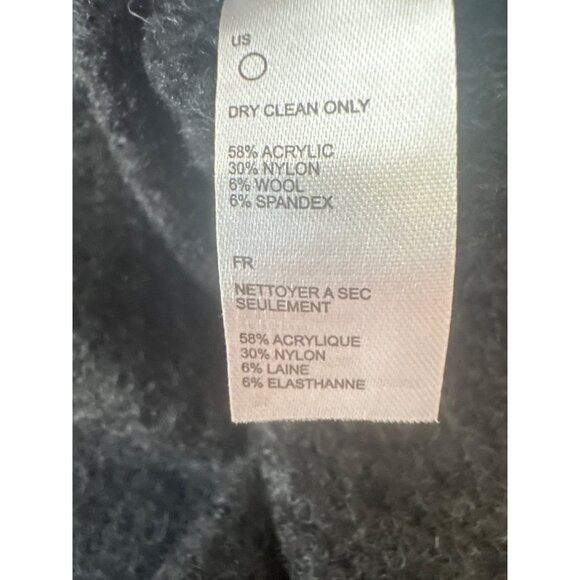 US
DRY CLEAN ONLY
58% ACRYLIC
30% NYLON
6% WOOL
6% SPANDEX
FR
NETTOYER A SEC
SEULEMENT
58% ACRYLIQUE
30% NYLON
6% LAINE
6% ELASTHANNE